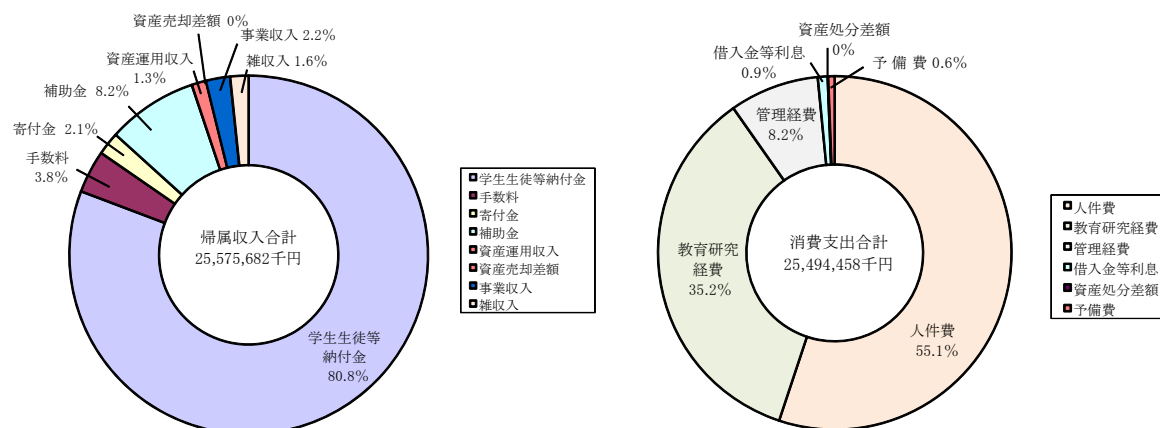 資産売却差額 0%
事業収入 2.2%
資産運用収入
1.3%
雑収入 1.6%
補助金 8.2%
寄付金 2.1%
手数料
3.8%
帰属収入合計
25,575,682千円
学生生徒等
納付金
80.8%
学生生徒等納付金
手数料
寄付金
補助金
資産運用収入
資産売却差額
事業収入
雑収入
資産処分差額
0%
借入金等利息
0.9%
予 備 費 0.6%
管理経費
8.2%
教育研究
経費
35.2%
消費支出合計
25,494,458千円
人件費
55.1%
人件費
教育研究経費
管理経費
借入金等利息
資産処分差額
予備費